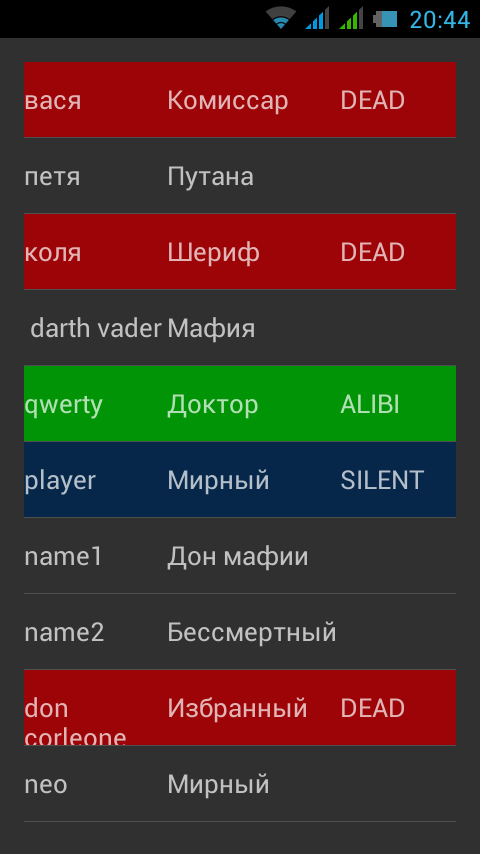 20:44
вася Комиссар DEAD
петя Путана
коля Шериф DEAD
darth vader Мафия
qwerty Доктор ALIBI
player Мирный SILENT
name1 Дон мафии
name2 Бессмертный
don Избранный DEAD
corleone
neo Мирный